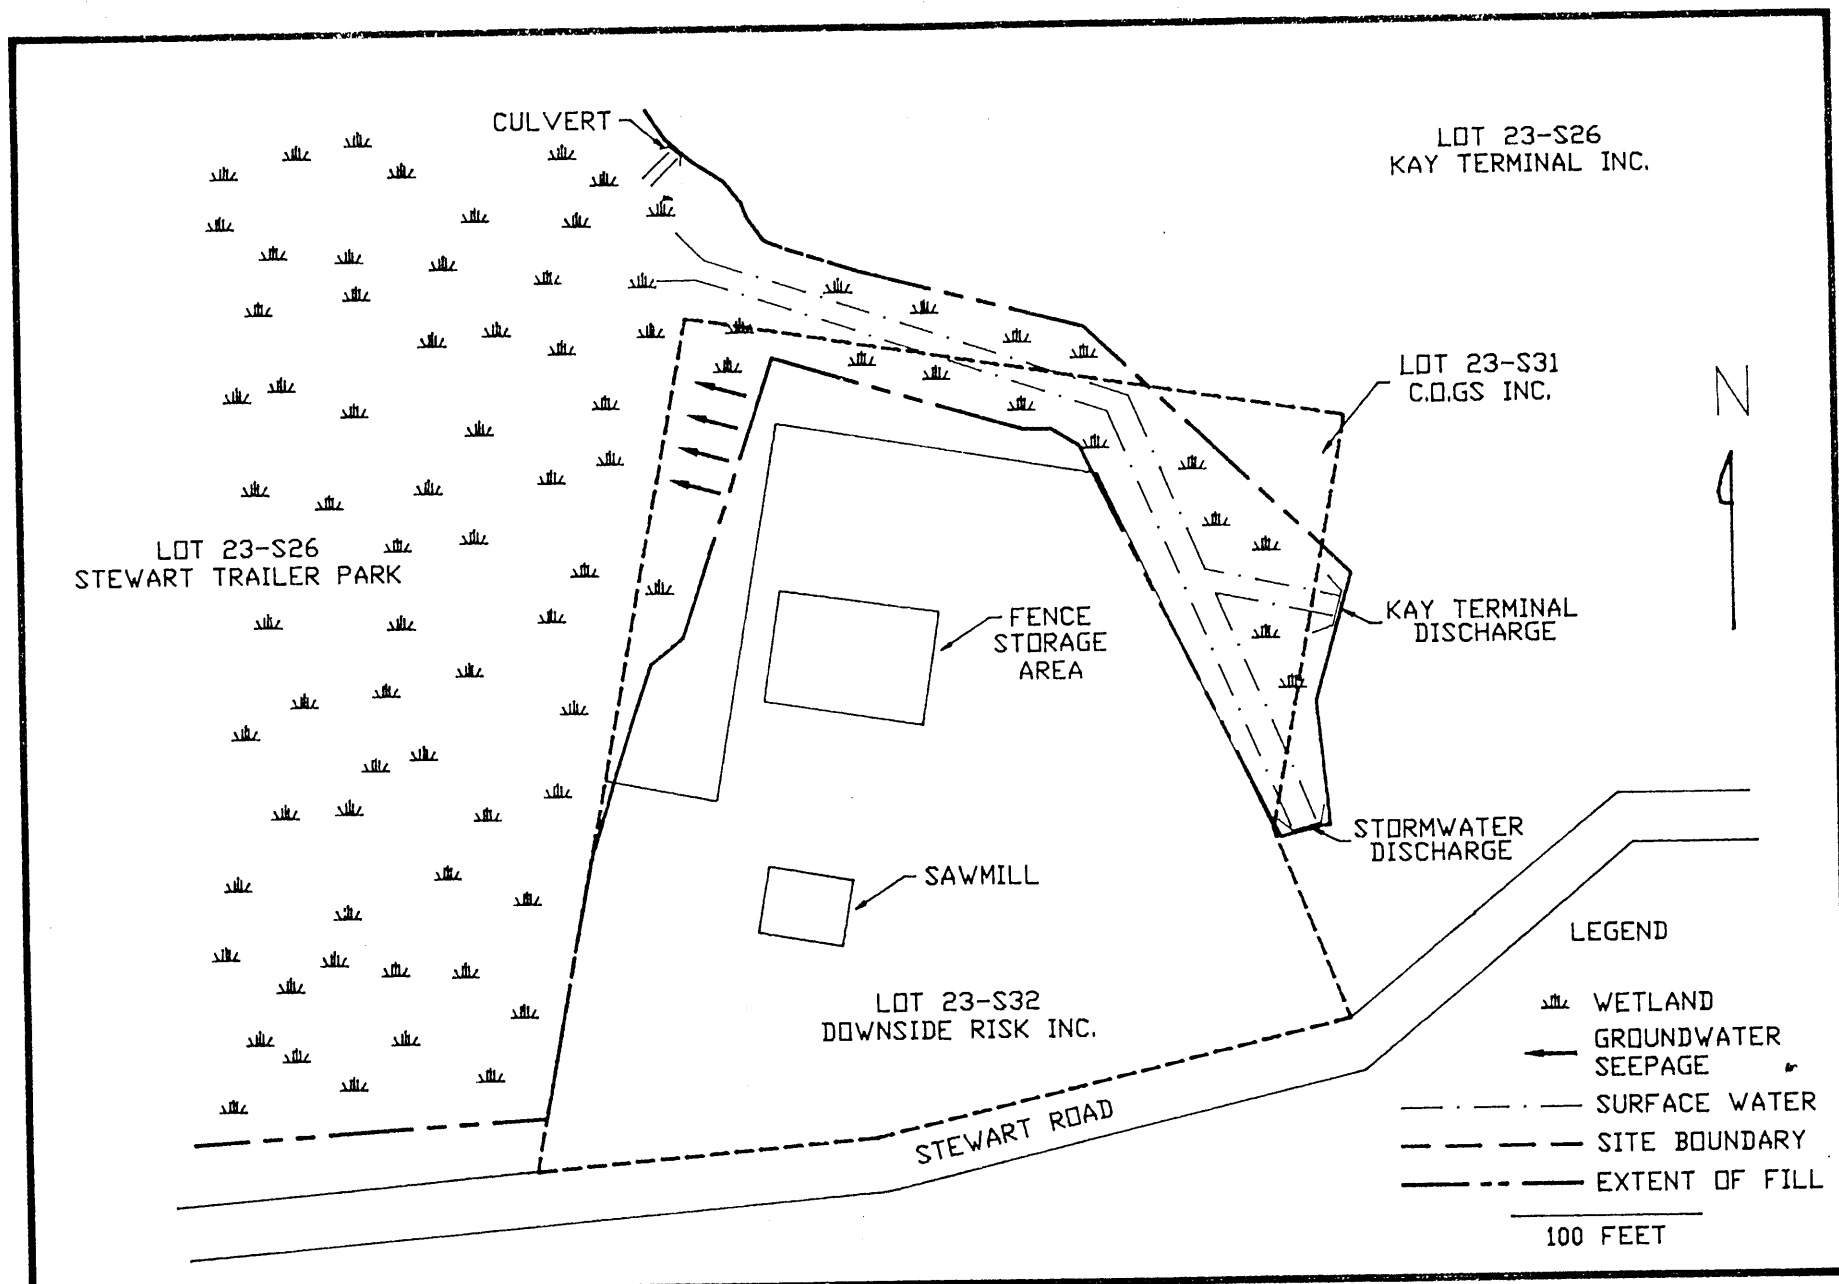 CULVERT
LOT 23-S26
KAY TERMINAL INC.
LOT 23-S31
C.O.GS INC.
N
LOT 23-S26
STEWART TRAILER PARK
FENCE
STORAGE
AREA
KAY TERMINAL
DISCHARGE
STORMWATER
DISCHARGE
SAWMILL
LOT 23-S32
DOWNSIDE RISK INC.
STEWART ROAD
LEGEND
WETLAND
GROUNDWATER
SEEPAGE
SURFACE WATER
SITE BOUNDARY
EXTENT OF FILL
100 FEET